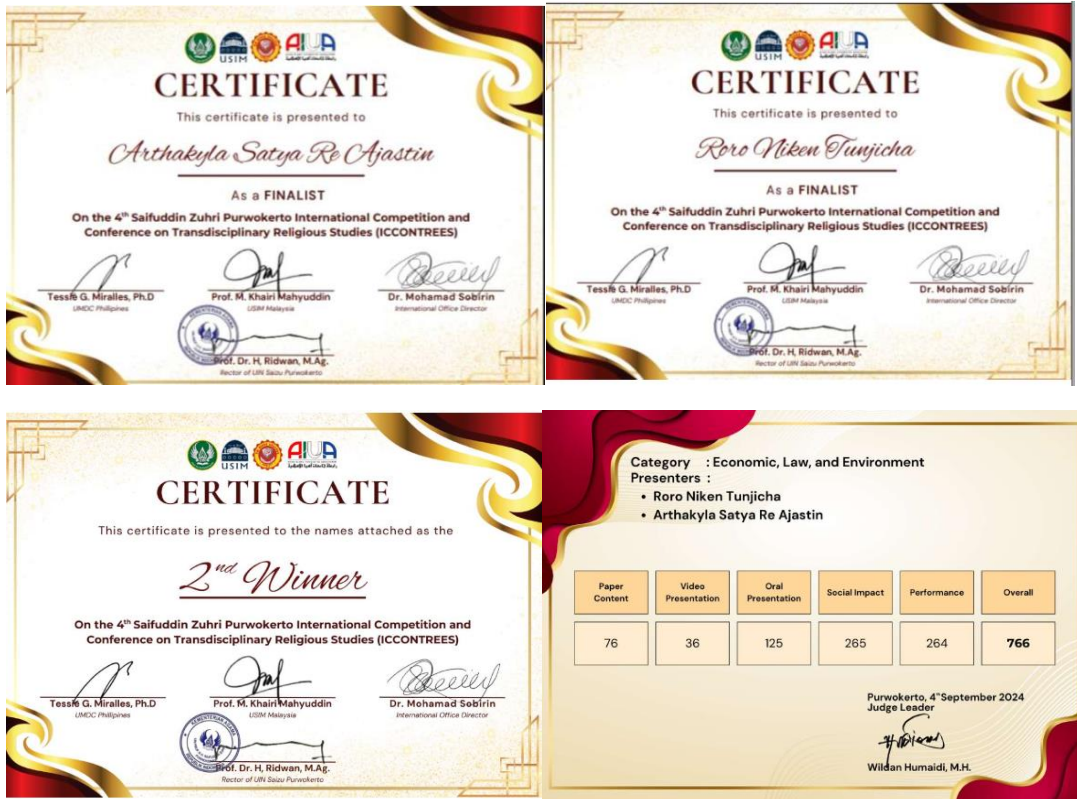 USIM
AIUA
CERTIFICATE
This certificate is presented to
Arthakyla Satya Re Ajastin
As a FINALIST
On the 4th Saifuddin Zuhri Purwokerto International Competition and
Conference on Transdisciplinary Religious Studies (ICCONTREES)
Tessie G. Miralles, Ph.D
UMDC Philipines
Prof. M. Khairi Mahyuddin
USIM Malaysia
Dr. Mohamad Sobirin
International Office Director
Prof. Dr. H, Ridwan, M.Ag.
Rector of UIN Saizu Purwokerto
USIM
AIUA
CERTIFICATE
This certificate is presented to
Roro Niken Tunjicha
As a FINALIST
On the 4th Saifuddin Zuhri Purwokerto International Competition and
Conference on Transdisciplinary Religious Studies (ICCONTREES)
Tessie G. Miralles, Ph.D
UMDC Philipines
Prof. M. Khairi Mahyuddin
USIM Malaysia
Dr. Mohamad Sobirin
International Office Director
Prof. Dr. H, Ridwan, M.Ag.
Rector of UIN Saizu Purwokerto
USIM
AIUA
CERTIFICATE
This certificate is presented to the names attached as the
2nd Winner
On the 4th Saifuddin Zuhri Purwokerto International Competition and
Conference on Transdisciplinary Religious Studies (ICCONTREES)
Tessie G. Miralles, Ph.D
UMDC Philipines
Prof. M. Khairi Mahyuddin
USIM Malaysia
Dr. Mohamad Sobirin
International Office Director
Prof. Dr. H, Ridwan, M.Ag.
Rector of UIN Saizu Purwokerto
Category : Economic, Law, and Environment
Presenters :
• Roro Niken Tunjicha
• Arthakyla Satya Re Ajastin
Paper Content Video Presentation Oral Presentation Social Impact Performance Overall
76 36 125 265 264 766
Purwokerto, 4th September 2024
Judge Leader
Wildan Humaidi, M.H.